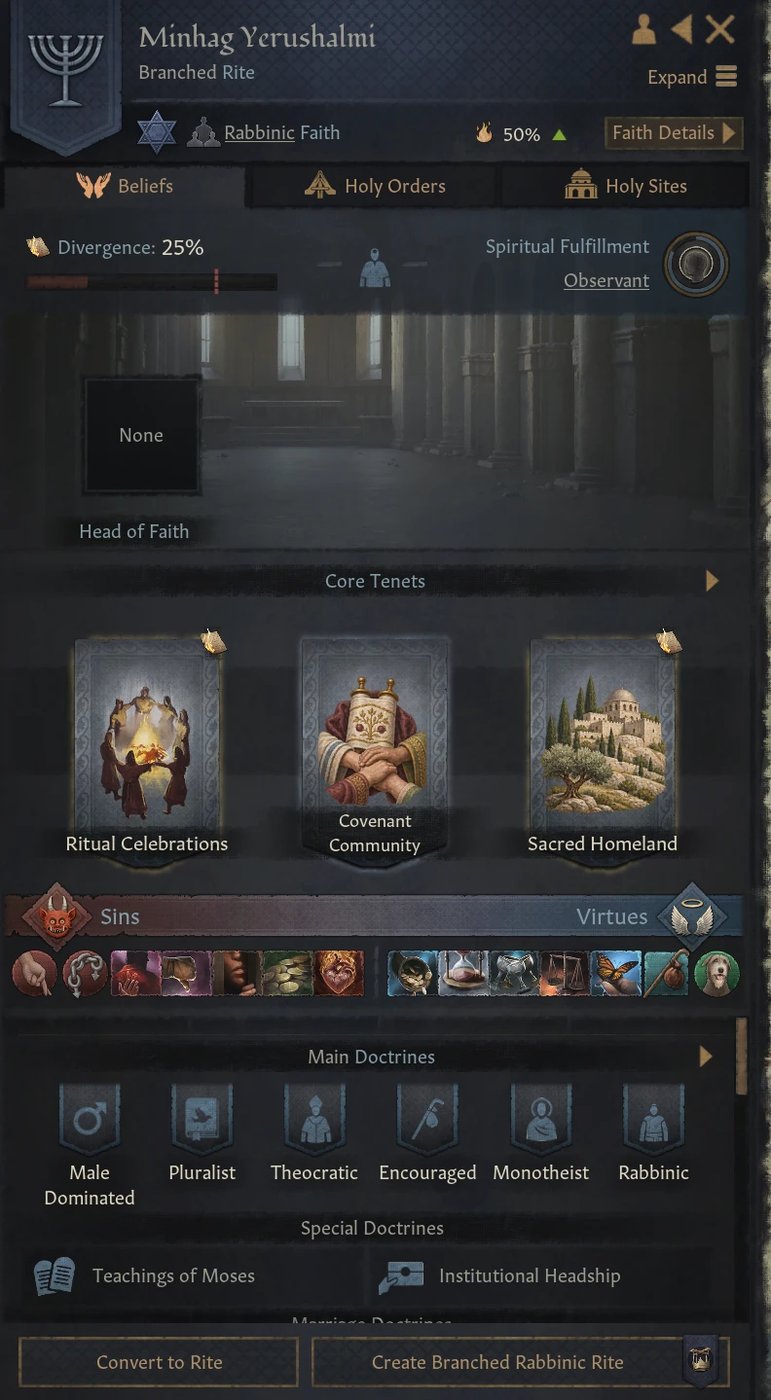 Minhag Yerushalmi
Branched Rite
Expand
Rabbinic Faith
50%
Faith Details
Beliefs
Holy Orders
Holy Sites
Divergence: 25%
Spiritual Fulfillment
Observant
None
Head of Faith
Core Tenets
Ritual Celebrations
Covenant
Community
Sacred Homeland
Sins
Virtues
Main Doctrines
Male
Dominated
Pluralist
Theocratic
Encouraged
Monotheist
Rabbinic
Special Doctrines
Teachings of Moses
Institutional Headship
Marriage Doctrines
Convert to Rite
Create Branched Rabbinic Rite